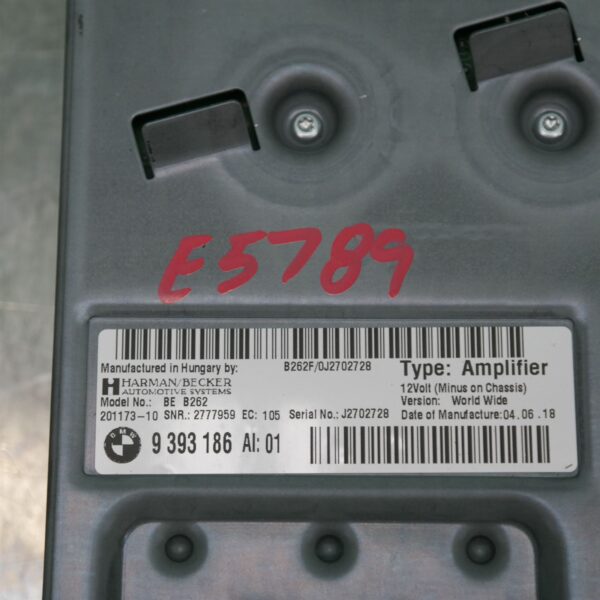 E5789
Manufactured in Hungary by: B262F/0J2702728 Type: Amplifier
HARMAN/BECKER
AUTOMOTIVE SYSTEMS
12Volt (Minus on Chassis)
Model No.: BE B262 Version: World Wide
201173-10 SNR.: 2777959 EC: 105 Serial No.: J2702728 Date of Manufacture:04.06.18
BMW 9 393 186 AI: 01